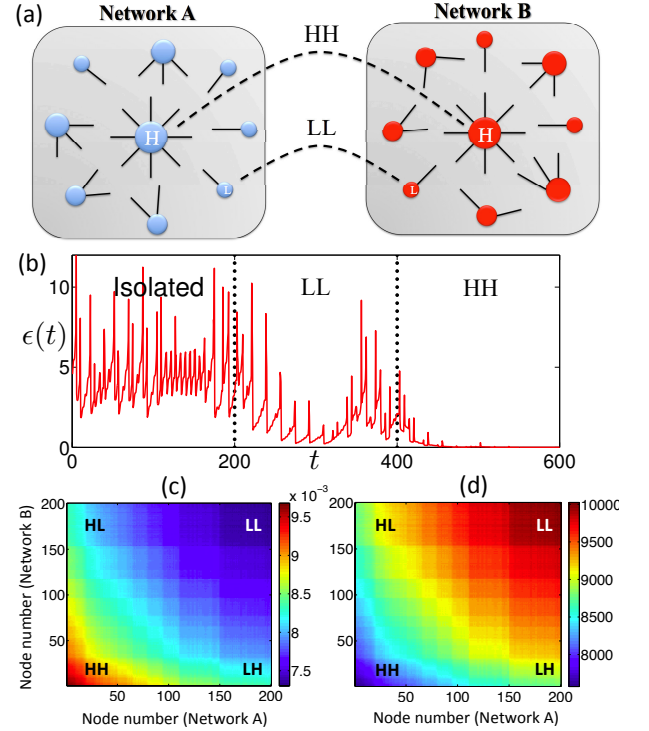 (a)
Network A
Network B
HH
LL
H
L
H
L
(b)
Isolated
LL
HH
ϵ(t)
10
5
0
0
200
t
400
600
(c)
(d)
x 10⁻³
200
150
100
50
HL
LL
HH
LH
50
100
150
200
9.5
9
8.5
8
7.5
Node number (Network B)
Node number (Network A)
200
150
100
50
HL
LL
HH
LH
50
100
150
200
10000
9500
9000
8500
8000
Node number (Network A)